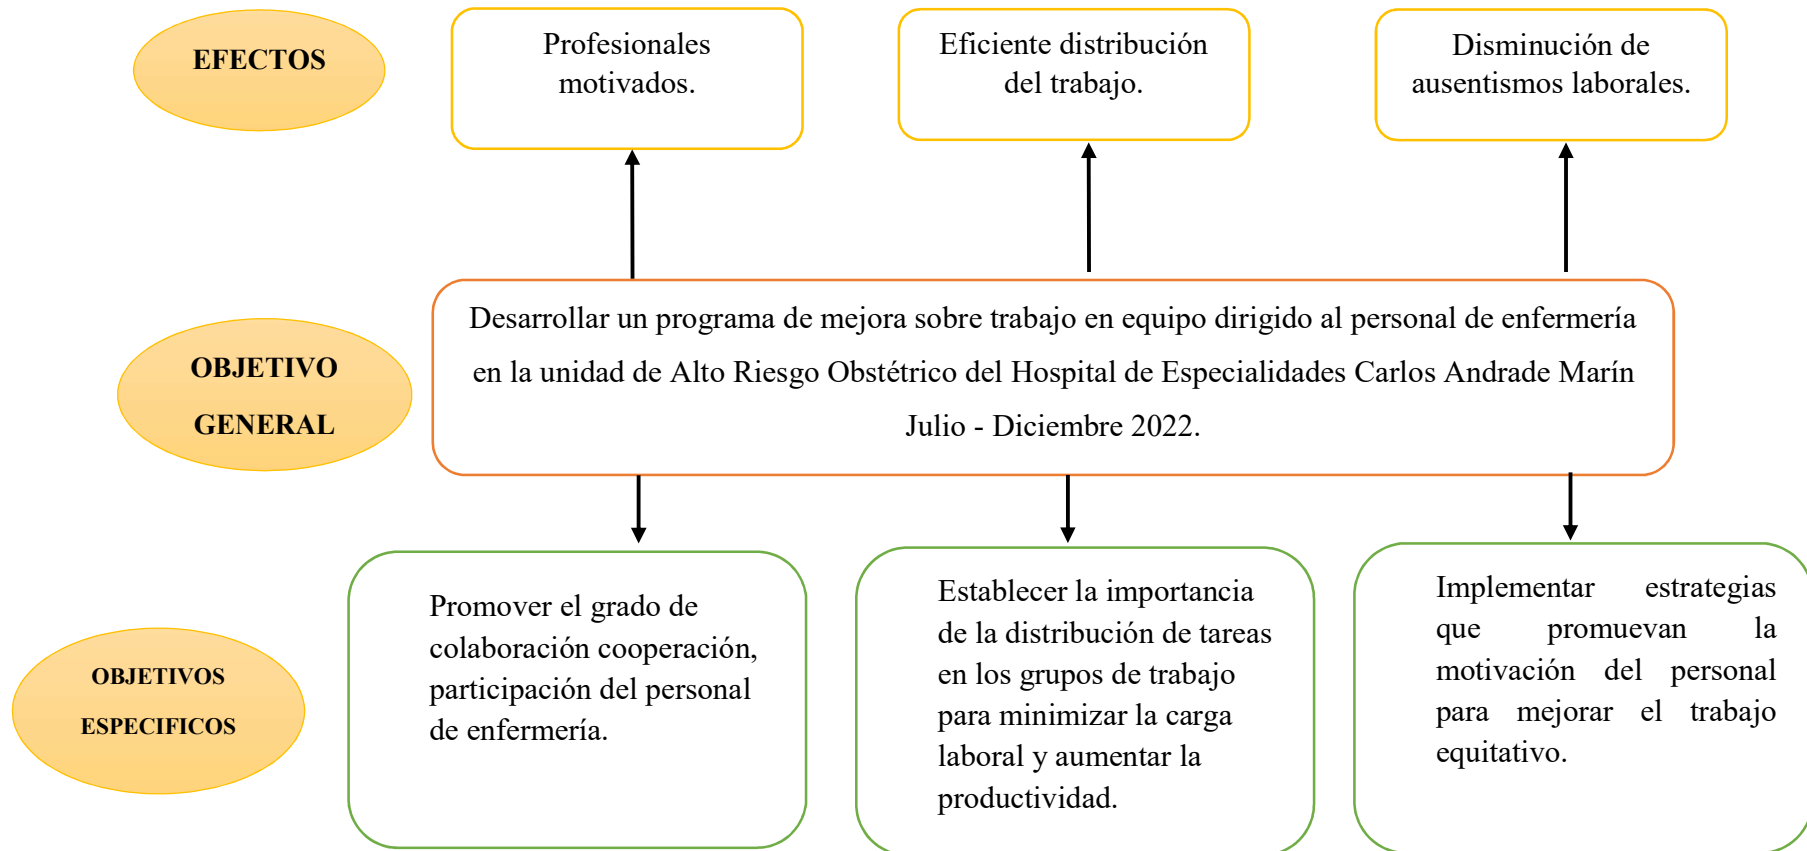 EFECTOS
Profesionales
motivados.
Eficiente distribución
del trabajo.
Disminución de
ausentismos laborales.
OBJETIVO
GENERAL
Desarrollar un programa de mejora sobre trabajo en equipo dirigido al personal de enfermería
en la unidad de Alto Riesgo Obstétrico del Hospital de Especialidades Carlos Andrade Marín
Julio - Diciembre 2022.
OBJETIVOS
ESPECIFICOS
Promover el grado de
colaboración cooperación,
participación del personal
de enfermería.
Establecer la importancia
de la distribución de tareas
en los grupos de trabajo
para minimizar la carga
laboral y aumentar la
productividad.
Implementar estrategias
que promuevan la
motivación del personal
para mejorar el trabajo
equitativo.